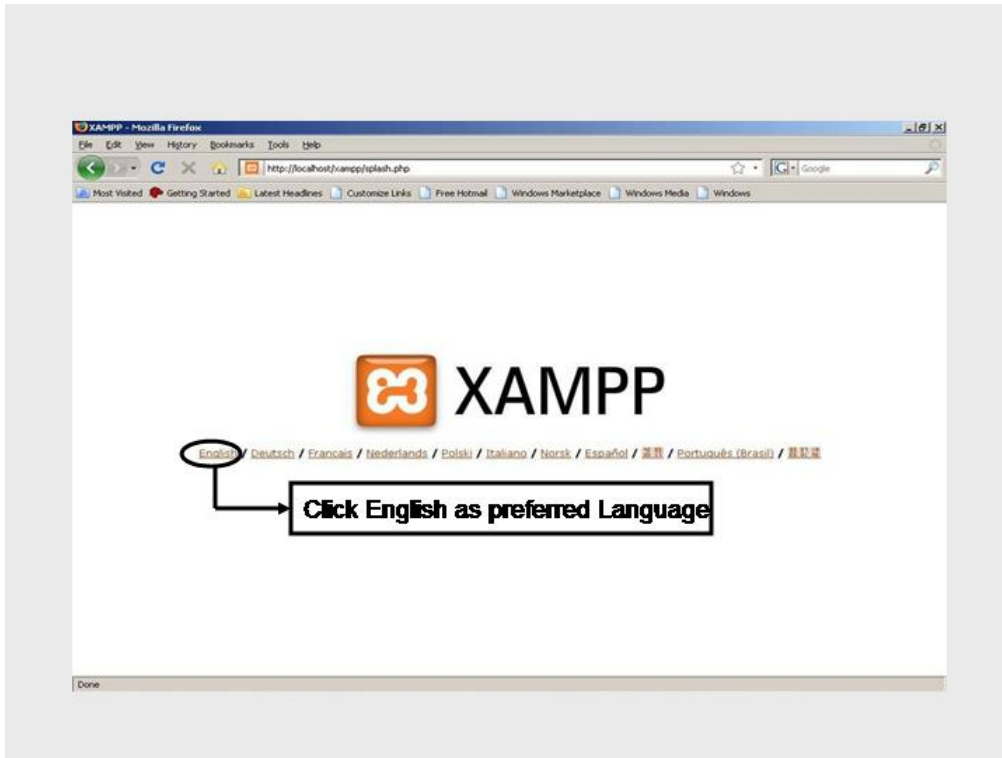 XAMPP - Mozilla Firefox
File Edit View History Bookmarks Tools Help
http://localhost/xampp/splash.php Google
Most Visited Getting Started Latest Headlines Customize Links Free Hotmail Windows Marketplace Windows Media Windows
XAMPP
English / Deutsch / Francais / Nederlands / Polski / Italiano / Norsk / Español / / Português (Brasil) /
Click English as preferred Language
Done